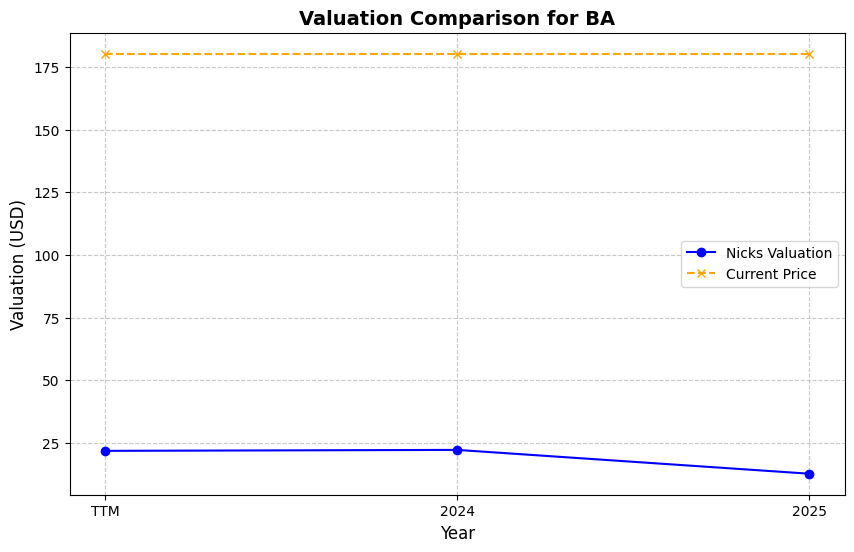 Valuation Comparison for BA
Valuation (USD)
175
150
125
100
75
50
25
Nicks Valuation
Current Price
TTM
2024
2025
Year